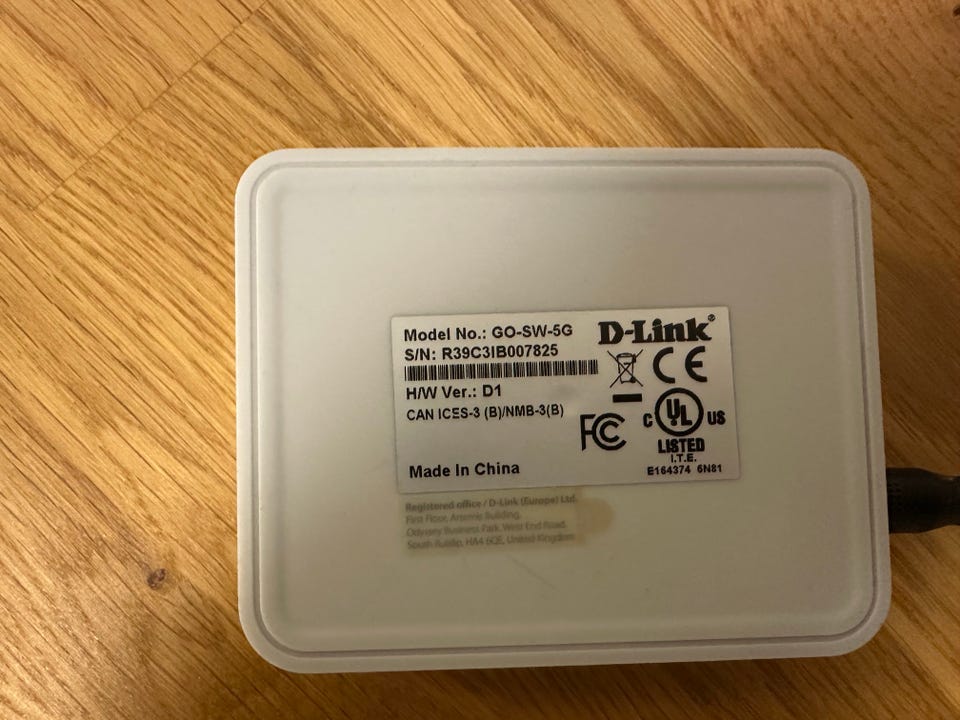 Model No.: GO-SW-5G
D-Link®
S/N: R39C3IB007825
H/W Ver.: D1
CAN ICES-3 (B)/NMB-3(B)
CE
FC
C UL US
LISTED
I.T.E.
E164374 6N81
Made In China
Registered office / D-Link (Europe) Ltd.
First Floor, Artemis Building,
Odyssey Business Park, West End Road,
South Ruislip, HA4 6QE, United Kingdom